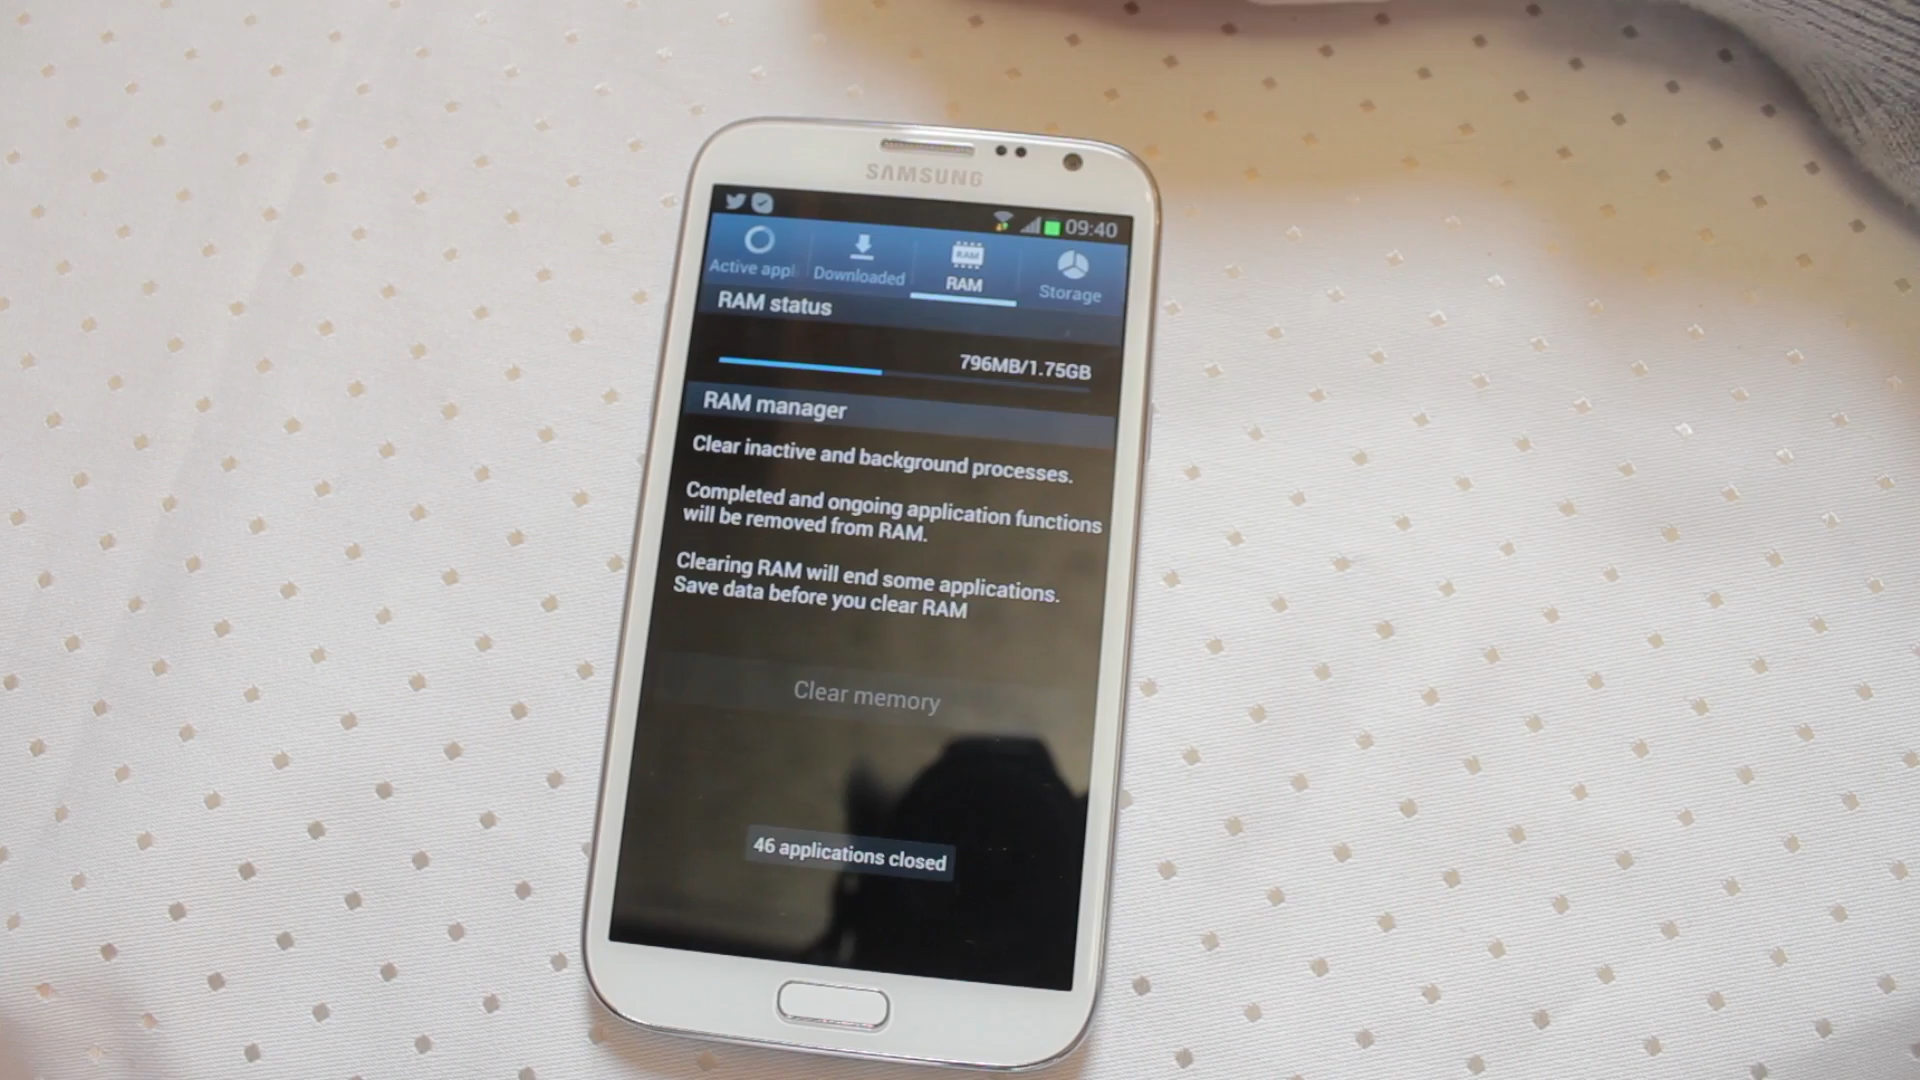 SAMSUNG
09:40
Active appl
Downloaded
RAM
RAM
Storage
RAM status
796MB/1.75GB
RAM manager
Clear inactive and background processes.
Completed and ongoing application functions
will be removed from RAM.
Clearing RAM will end some applications.
Save data before you clear RAM
Clear memory
46 applications closed